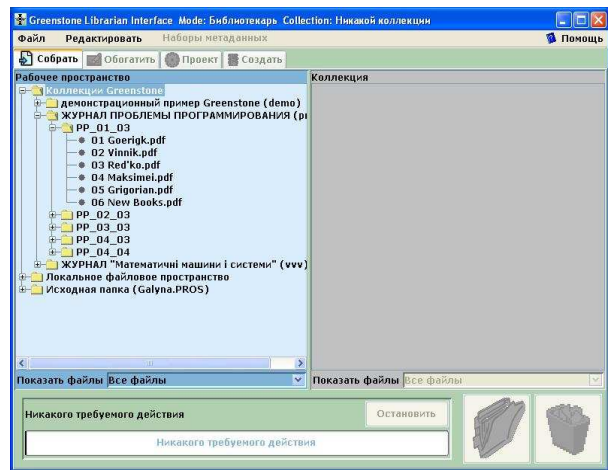 Greenstone Librarian Interface Mode: Библиотекарь Collection: Никакой коллекции
Файл Редактировать Наборы метаданных Помощь
Собрать Обогатить Проект Создать
Рабочее пространство Коллекция
Коллекции Greenstone
демонстрационный пример Greenstone (demo)
ЖУРНАЛ ПРОБЛЕМЫ ПРОГРАММИРОВАНИЯ (pr
PP_01_03
01 Goerigk.pdf
02 Vinnik.pdf
03 Red'ko.pdf
04 Maksimei.pdf
05 Grigorian.pdf
06 New Books.pdf
PP_02_03
PP_03_03
PP_04_03
PP_04_04
ЖУРНАЛ "Математичні машини і системи" (vvv)
Локальное файловое пространство
Исходная папка (Galyna.PROS)
Показать файлы Все файлы Показать файлы Все файлы
Никакого требуемого действия Остановить
Никакого требуемого действия